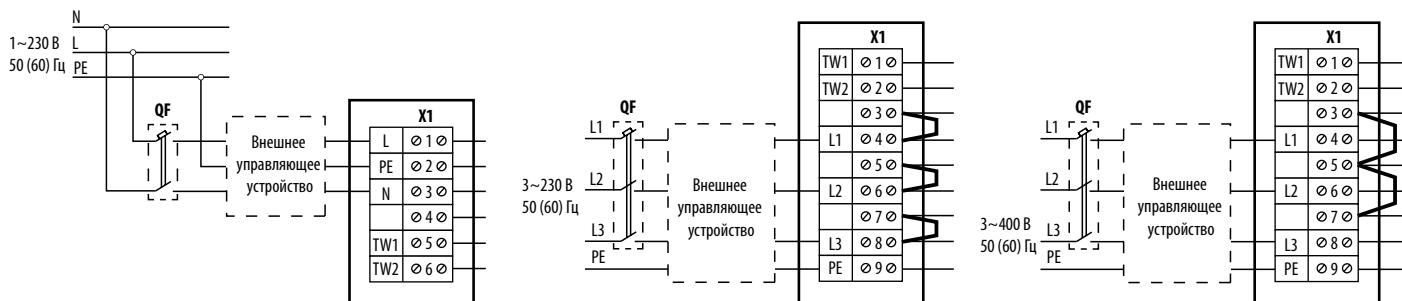 N
1~230 В
L
50 (60) Гц
PE
QF
Внешнее
управляющее
устройство
X1
L 1
PE 2
N 3
4
TW1 5
TW2 6
QF
L1
L2
3~230 В
50 (60) Гц
L3
PE
Внешнее
управляющее
устройство
X1
TW1 1
TW2 2
3
L1 4
5
L2 6
7
L3 8
PE 9
QF
L1
L2
3~400 В
L3
50 (60) Гц
PE
Внешнее
управляющее
устройство
X1
TW1 1
TW2 2
3
L1 4
5
L2 6
7
L3 8
PE 9